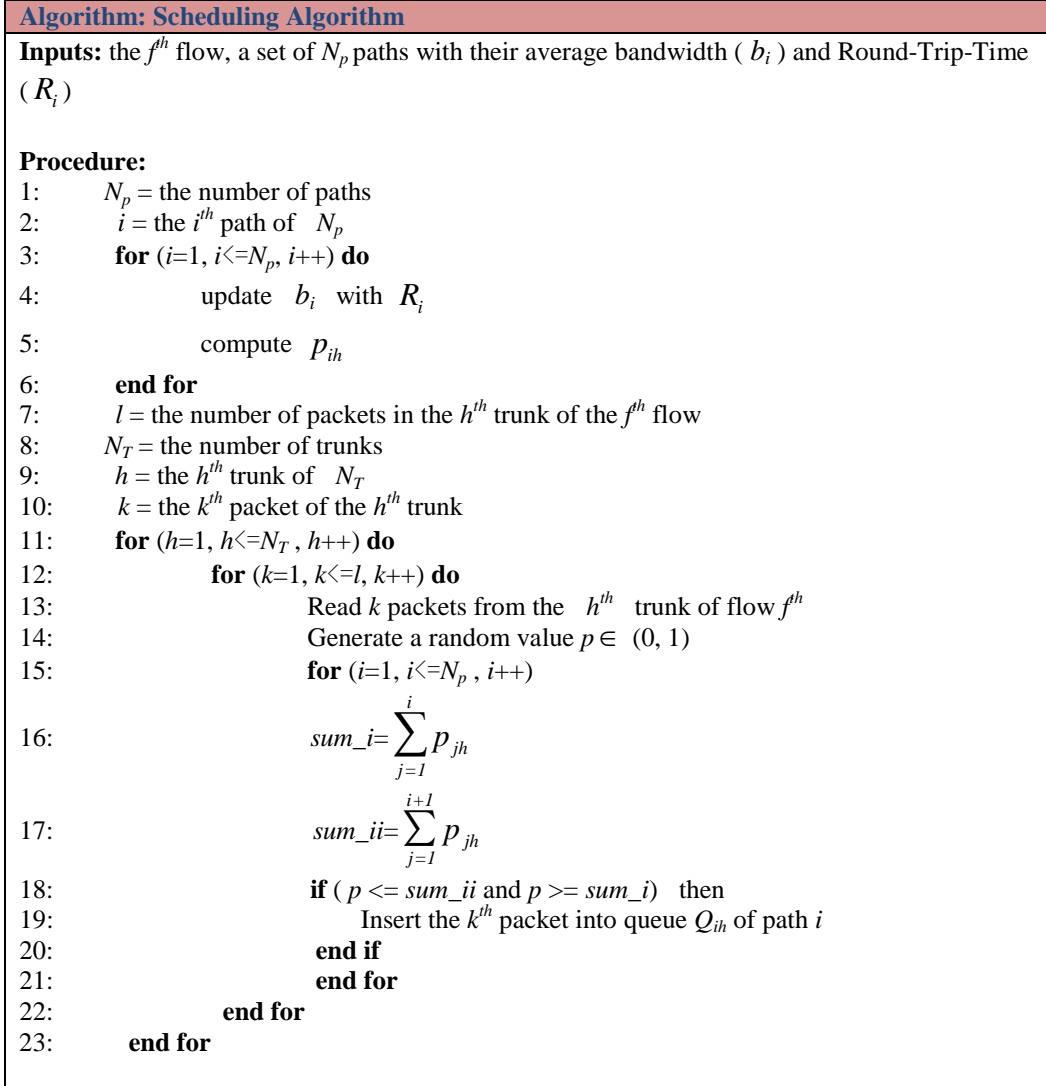 Algorithm: Scheduling Algorithm
Inputs: the fth flow, a set of Np paths with their average bandwidth ( bi ) and Round-Trip-Time
( Ri )
Procedure:
1: Np = the number of paths
2: i = the ith path of Np
3: for (i=1, i<=Np, i++) do
4: update bi with Ri
5: compute pih
6: end for
7: l = the number of packets in the hth trunk of the fth flow
8: NT = the number of trunks
9: h = the hth trunk of NT
10: k = the kth packet of the hth trunk
11: for (h=1, h<=NT , h++) do
12: for (k=1, k<=l, k++) do
13: Read k packets from the hth trunk of flow fth
14: Generate a random value p∈ (0, 1)
15: for (i=1, i<=Np , i++)
16: sum_i= ∑_{j=1}^{i} pjh
17: sum_ii= ∑_{j=1}^{i+1} pjh
18: if ( p <= sum_ii and p >= sum_i) then
19: Insert the kth packet into queue Qih of path i
20: end if
21: end for
22: end for
23: end for